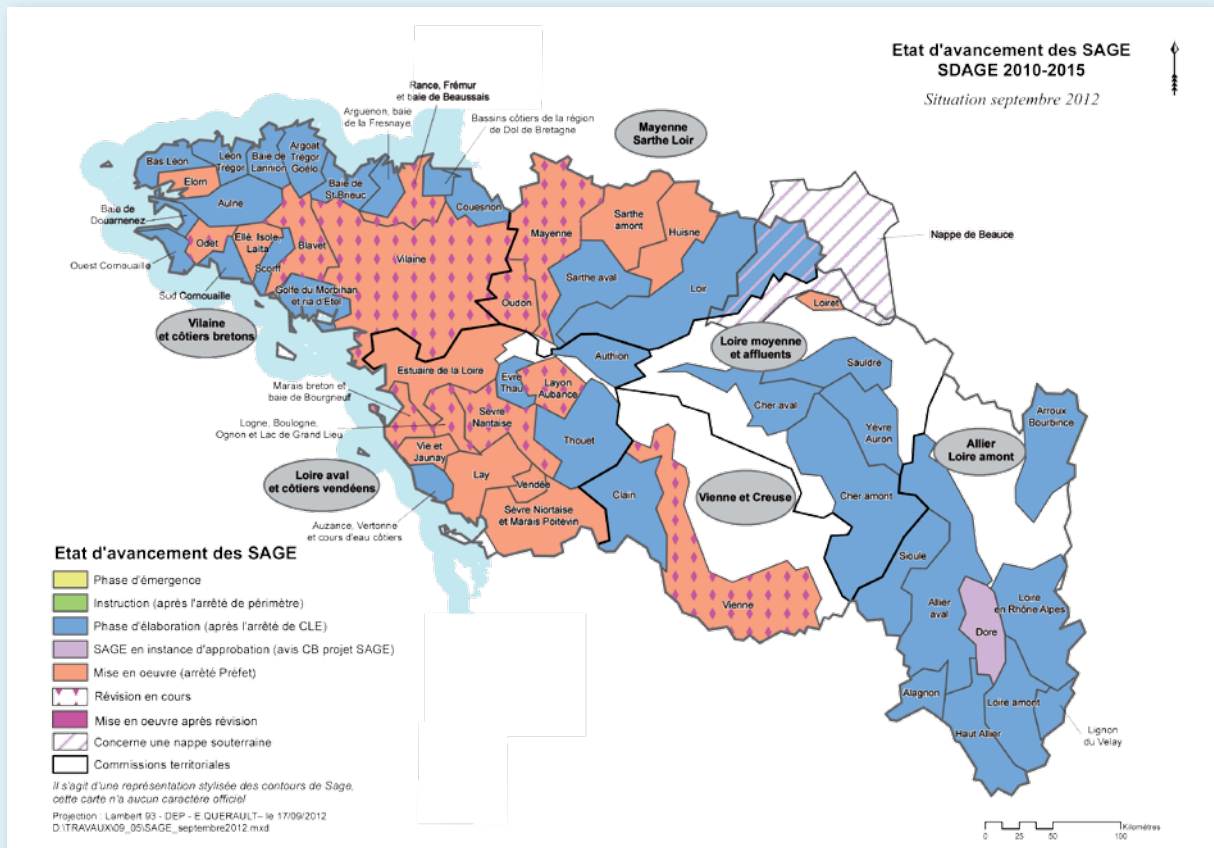 Etat d'avancement des SAGE
SDAGE 2010-2015
Situation septembre 2012
Rance, Frémur
et baie de Beaussais
Arguenon, baie
de la Fresnaye
Bassins côtiers de la région
de Dol de Bretagne
Mayenne
Sarthe Loir
Bas Léon
Léon
Trégor
Baie de
Lannion
Argoat
Trégor
Goëlo
Elorn
Aulne
Baie de
St Brieuc
Couesnon
Baie de
Douarnenez
Odet
Ellé, Isole
Laïta
Blavet
Scorff
Vilaine
Ouest Cornouaille
Sud Cornouaille
Golfe du Morbihan
et ria d'Etel
Vilaine
et côtiers bretons
Mayenne
Sarthe
amont
Huisne
Sarthe aval
Loir
Oudon
Nappe de Beauce
Loiret
Loire moyenne
et affluents
Estuaire de la Loire
Evre
Thau
Layon
Aubance
Authion
Sauldre
Cher aval
Yèvre
Auron
Arroux
Bourbince
Marais breton et
baie de Bourgneuf
Logne, Boulogne,
Ognon et Lac de Grand Lieu
Sèvre
Nantaise
Thouet
Vie et
Jaunay
Lay
Vendée
Loire aval
et côtiers vendéens
Sèvre Niortaise
et Marais Poitevin
Auzance, Vertonne
et cours d'eau côtiers
Clain
Vienne et Creuse
Allier
Loire amont
Cher amont
Vienne
Sioule
Allier
aval
Loire
en Rhône Alpes
Dore
Alagnon
Loire amont
Haut Allier
Lignon
du Velay
Etat d'avancement des SAGE
Phase d'émergence
Instruction (après l'arrêté de périmètre)
Phase d'élaboration (après l'arrêté de CLE)
SAGE en instance d'approbation (avis CB projet SAGE)
Mise en oeuvre (arrêté Préfet)
Révision en cours
Mise en oeuvre après révision
Concerne une nappe souterraine
Commissions territoriales
Il s'agit d'une représentation stylisée des contours de Sage,
cette carte n'a aucun caractère officiel
Projection : Lambert 93 - DEP - E.QUERAULT– le 17/09/2012
D:\TRAVAUX\09_05\SAGE_septembre2012.mxd
Kilomètres
0 25 50 100